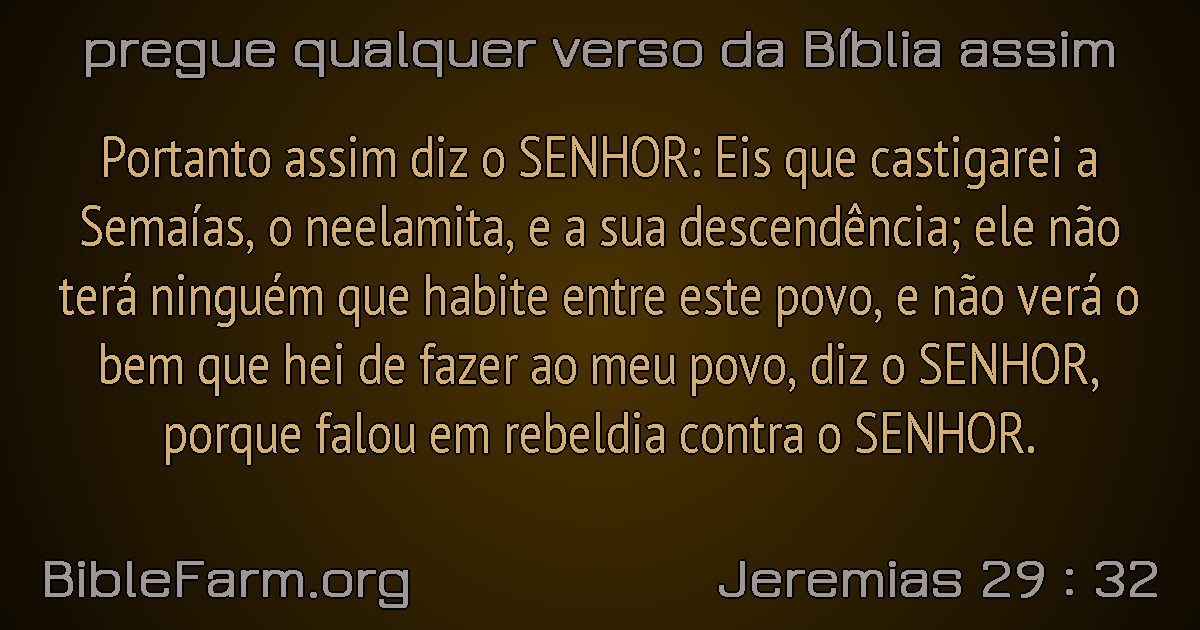 pregue qualquer verso da Bíblia assim
Portanto assim diz o SENHOR: Eis que castigarei a
Semaías, o neelamita, e a sua descendência; ele não
terá ninguém que habite entre este povo, e não verá o
bem que hei de fazer ao meu povo, diz o SENHOR,
porque falou em rebeldia contra o SENHOR.
BibleFarm.org
Jeremias 29 : 32